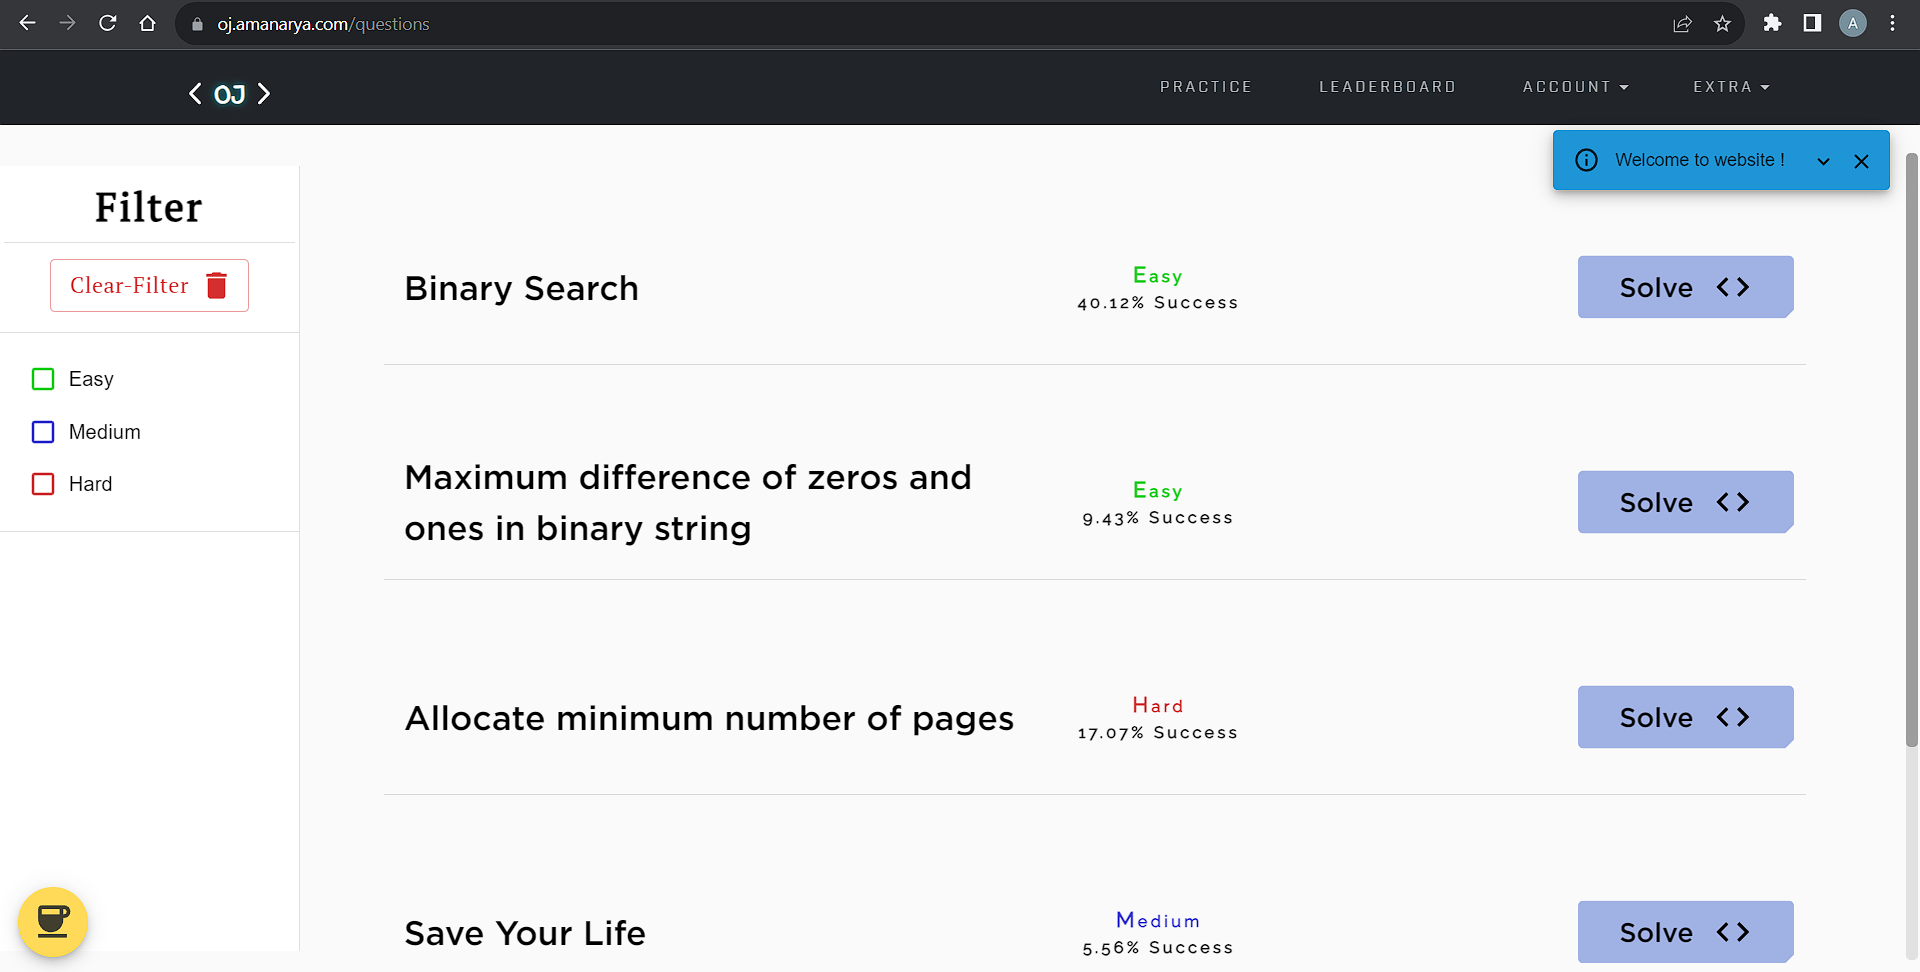 oj.amanarya.com/questions
A
< OJ >
PRACTICE
LEADERBOARD
ACCOUNT
EXTRA
Welcome to website !
Filter
Clear-Filter
Easy
Medium
Hard
Binary Search
Easy
40.12% Success
Solve <>
Maximum difference of zeros and
ones in binary string
Easy
9.43% Success
Solve <>
Allocate minimum number of pages
Hard
17.07% Success
Solve <>
Save Your Life
Medium
5.56% Success
Solve <>